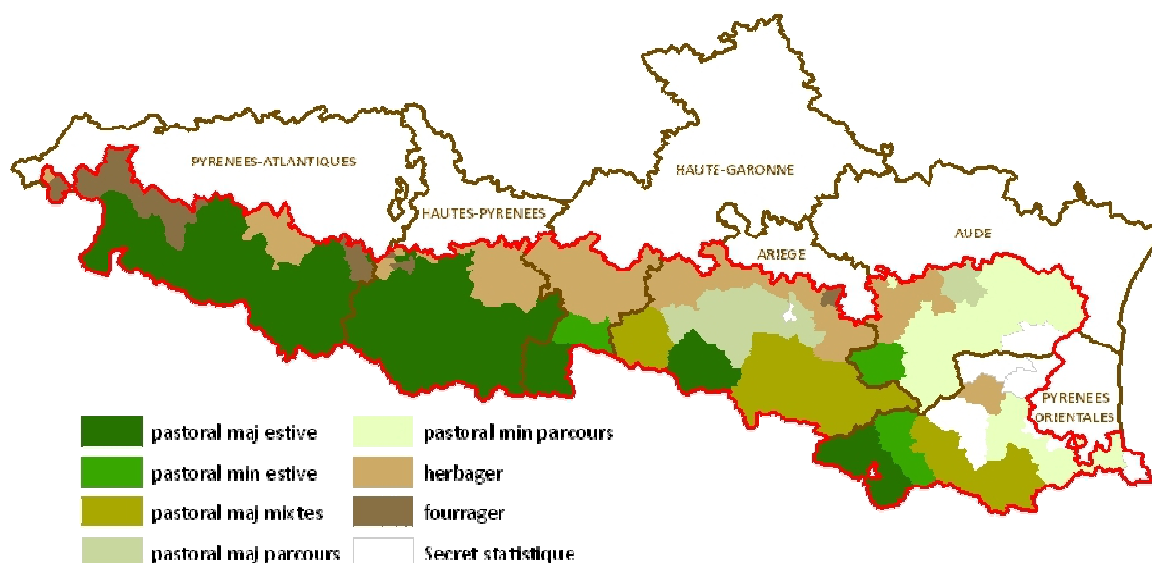 PYRENEES-ATLANTIQUES
HAUTES-PYRENEES
HAUTE-GARONNE
ARIEGE
AUDE
PYRENEES
ORIENTALES
pastoral maj estive
pastoral min estive
pastoral maj mixtes
pastoral maj parcours
pastoral min parcours
herbager
fourrager
Secret statistique